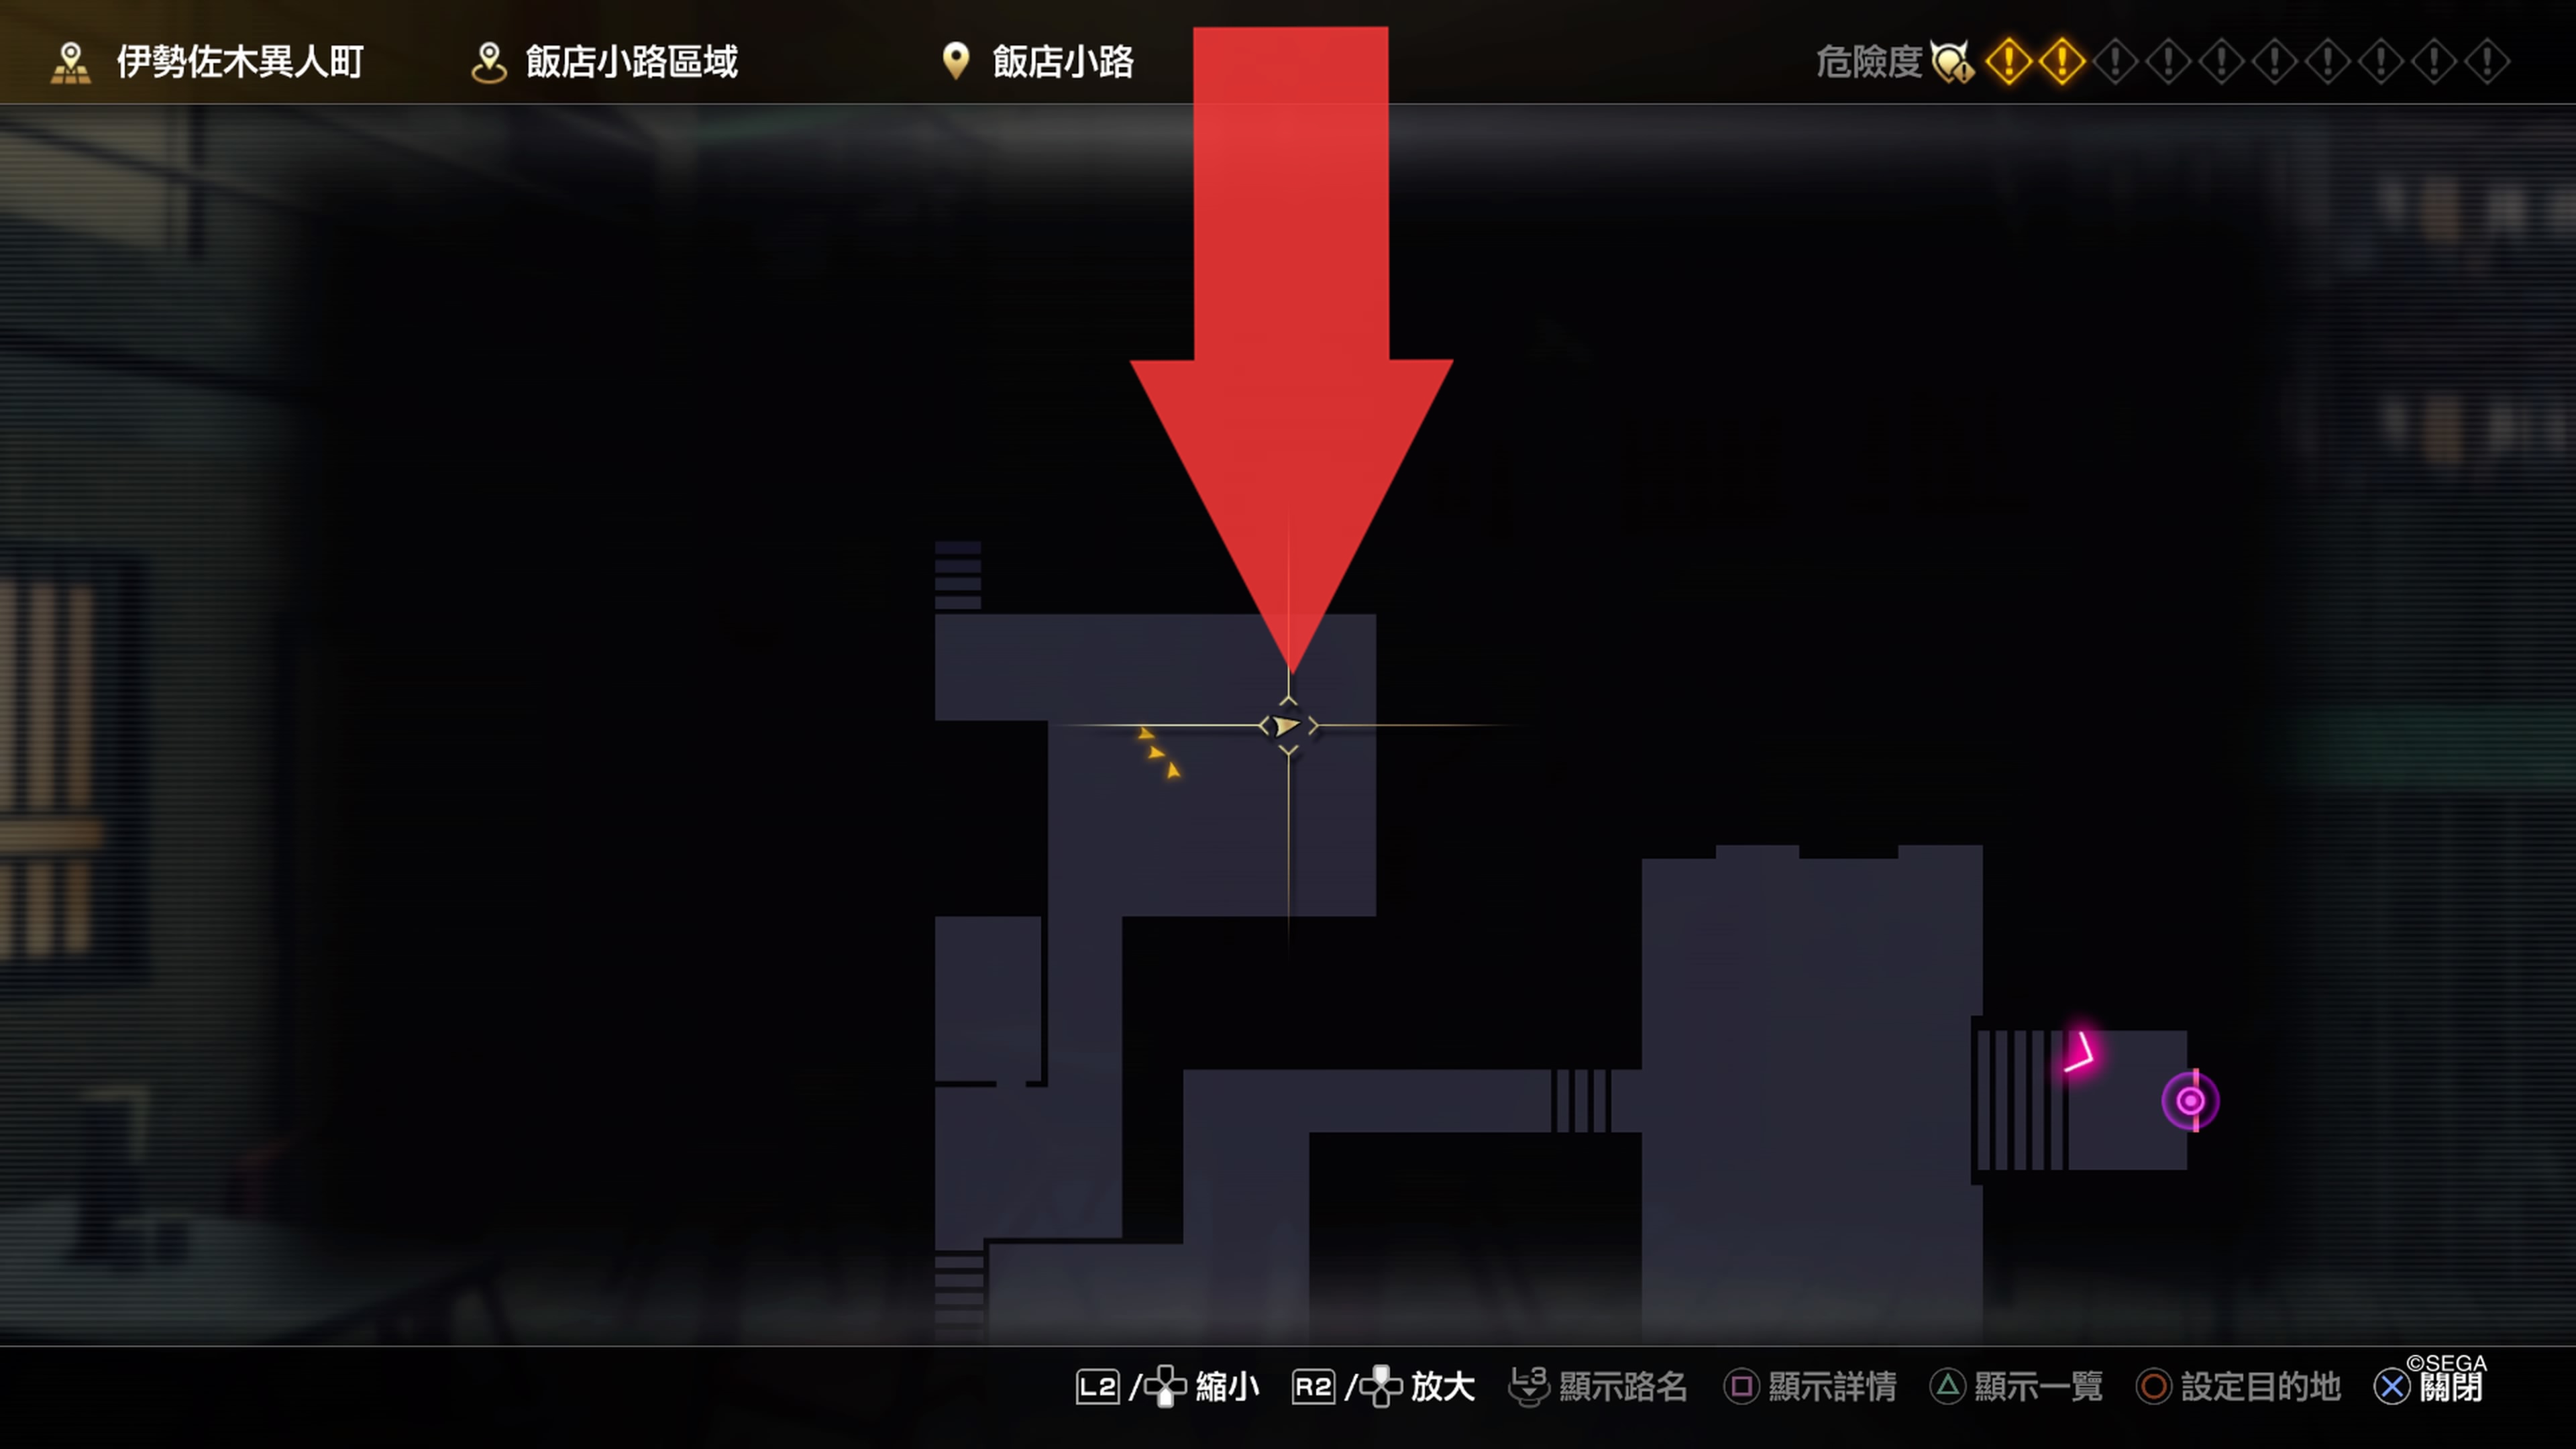 伊勢佐木異人町
飯店小路區域
飯店小路
危險度
L2 / 縮小
R2 / 放大
L3 顯示路名
顯示詳情
顯示一覽
設定目的地
©SEGA
關閉